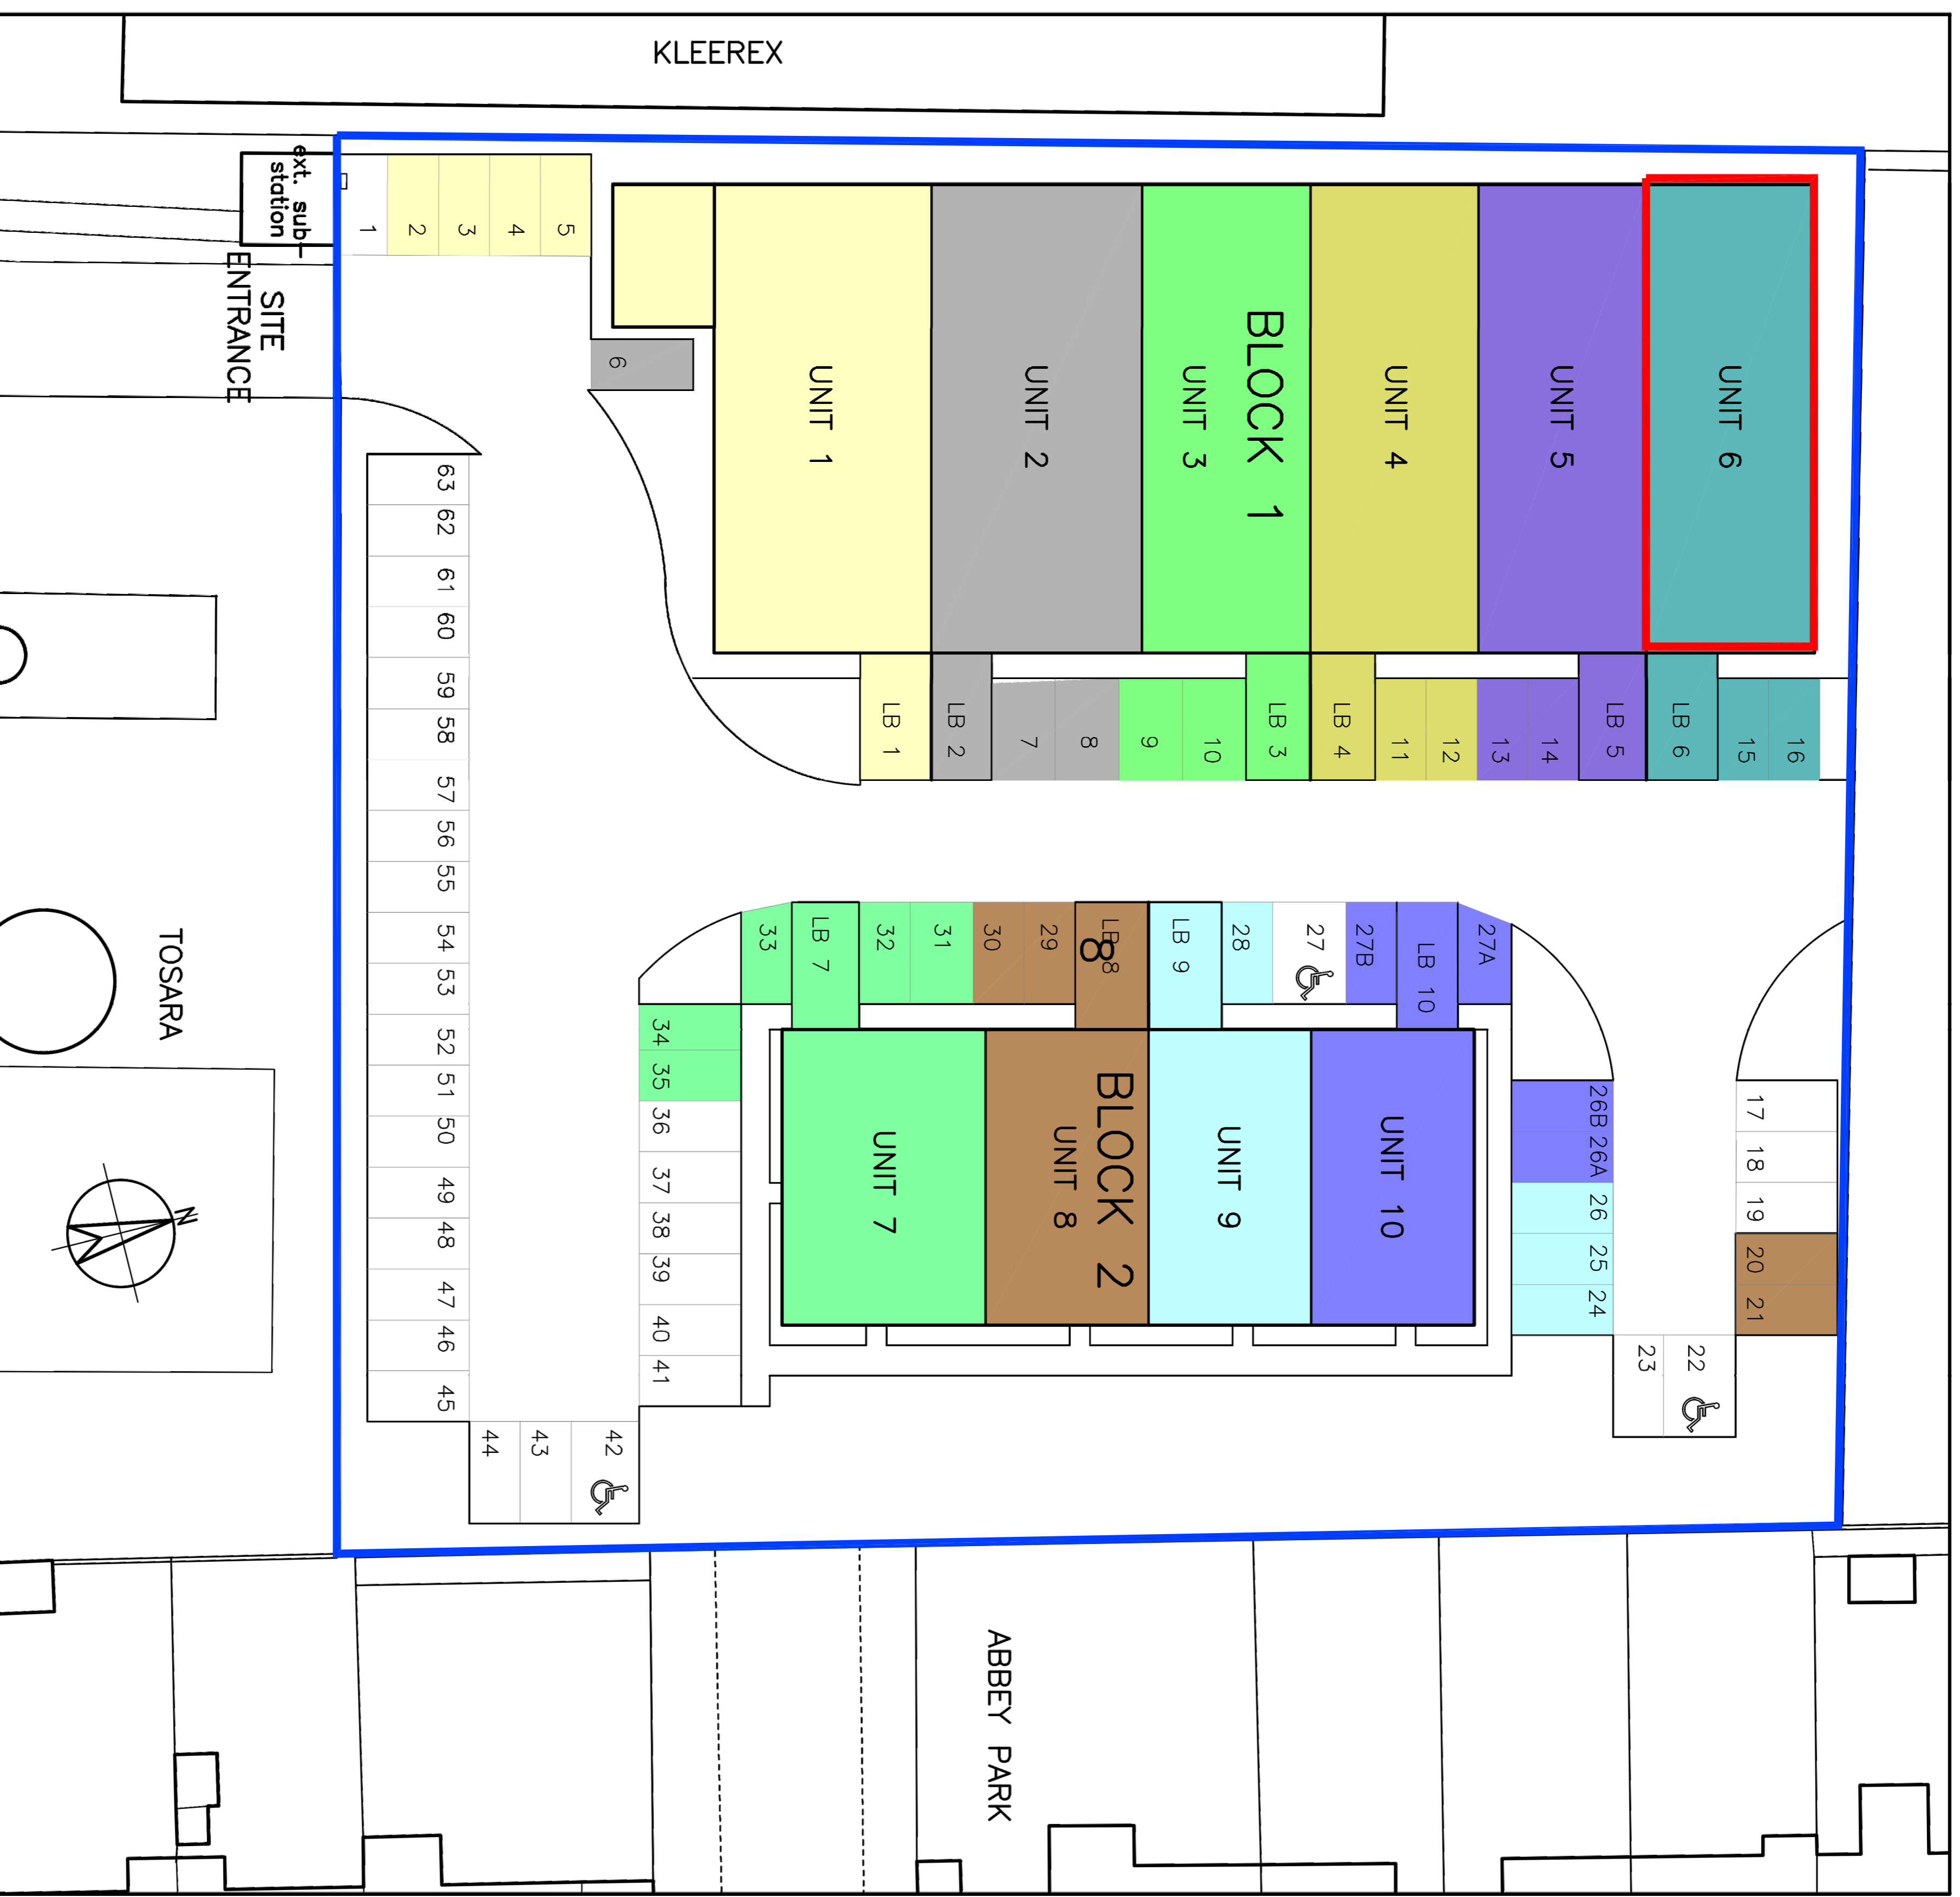 KLEEREX
ext. sub-
station
SITE
ENTRANCE
1
2
3
4
5
6
BLOCK 1
UNIT 1
UNIT 2
UNIT 3
UNIT 4
UNIT 5
UNIT 6
LB 1
LB 2
7
8
9
10
LB 3
LB 4
11
12
13
14
LB 5
LB 6
15
16
63
62
61
60
59
58
57
56
55
54
53
52
51
50
49
48
47
46
45
44
43
42
33
LB 7
32
31
30
29
LB 8
8
LB 9
28
27
27B
LB 10
27A
34
35
36
37
38
39
40
41
BLOCK 2
UNIT 7
UNIT 8
UNIT 9
UNIT 10
26B
26A
26
25
24
23
22
17
18
19
20
21
TOSARA
N
ABBEY PARK